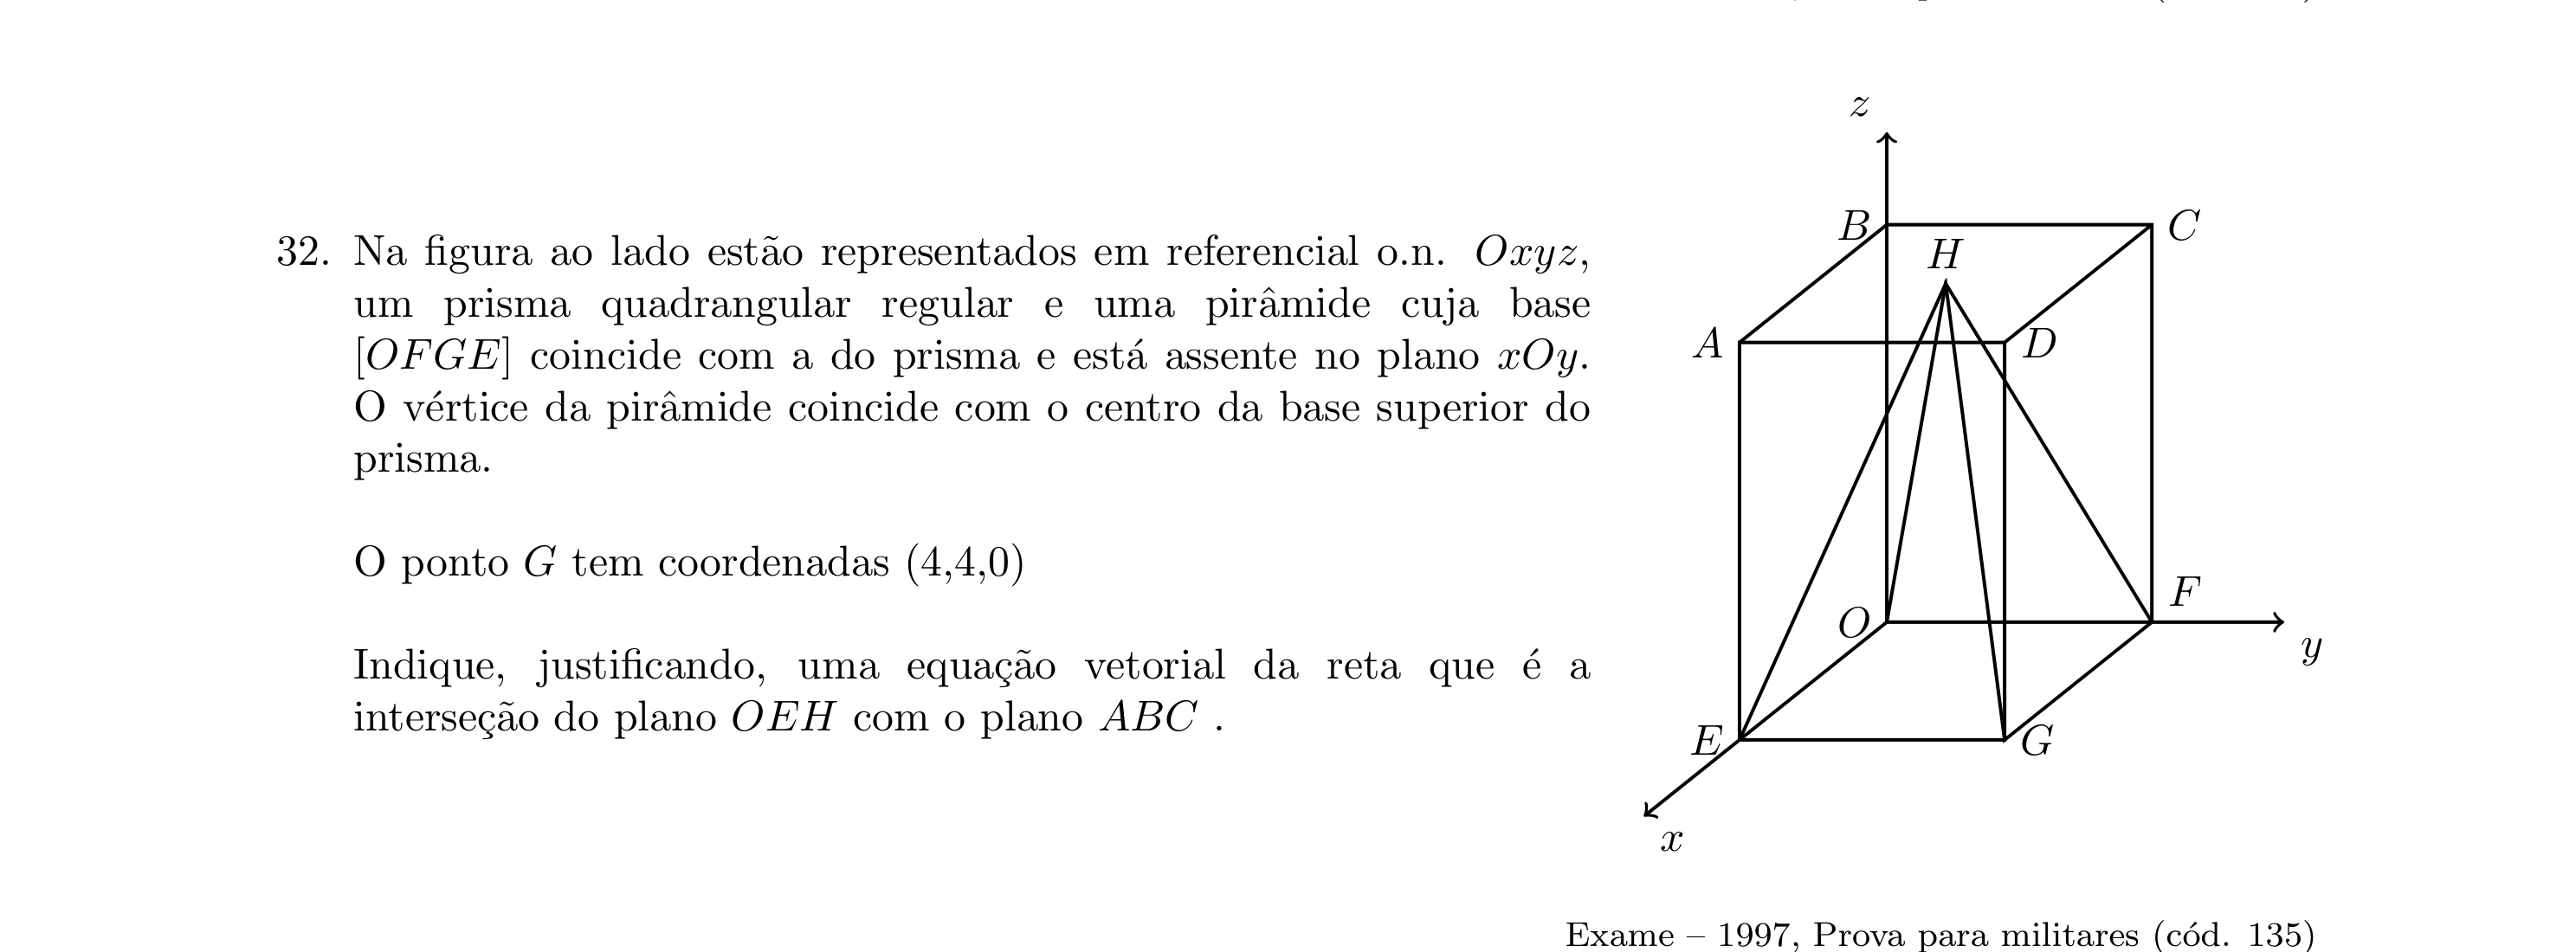 32. Na figura ao lado estão representados em referencial o.n. Oxyz,
um prisma quadrangular regular e uma pirâmide cuja base
[OFGE] coincide com a do prisma e está assente no plano xOy.
O vértice da pirâmide coincide com o centro da base superior do
prisma.
O ponto G tem coordenadas (4,4,0)
Indique, justificando, uma equação vetorial da reta que é a
interseção do plano OEH com o plano ABC .
z
B
C
H
A
D
F
O
y
E
G
x
Exame – 1997, Prova para militares (cód. 135)